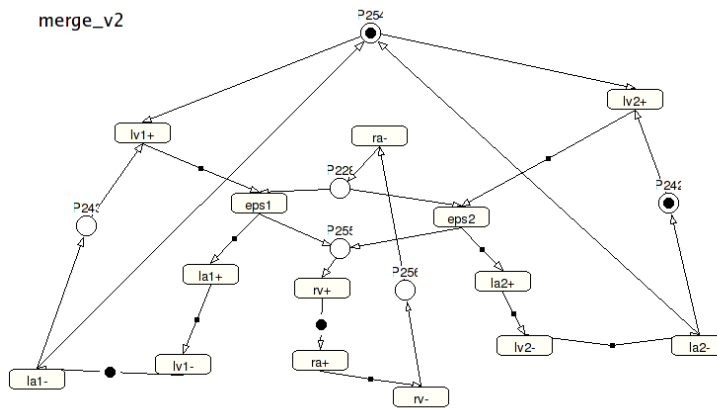 merge_v2
P254
lv2+
lv1+
ra-
P228
P242
P243
eps1
eps2
P255
la1+
la2+
rv+
P256
lv2-
la2-
ra+
lv1-
la1-
rv-